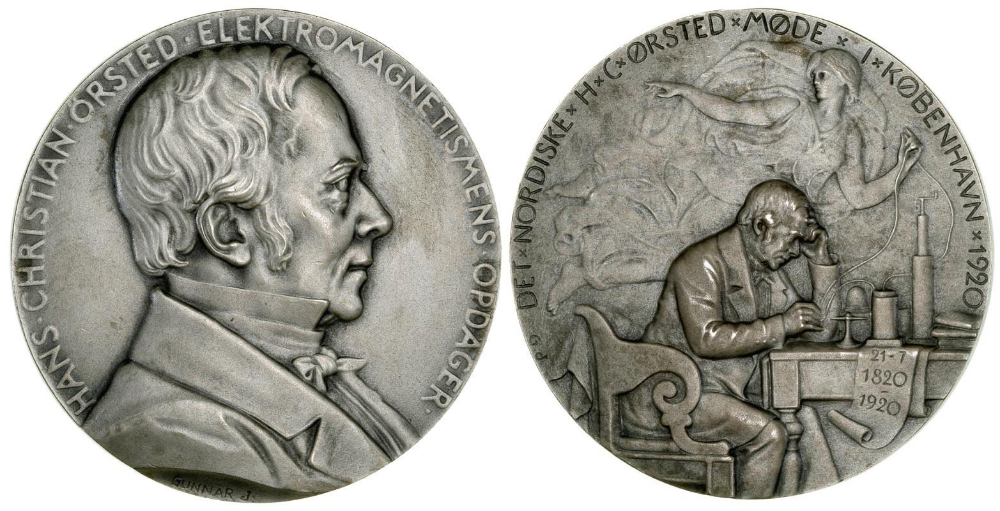 HANS · CHRISTIAN · ÖRSTED · ELEKTROMAGNETISMENS · OPDAGER ·
GUNNAR J.
DET × NORDISKE × H × C × ØRSTED × MØDE × I × KØBENHAVN × 1920
21-7
1820
-
1920